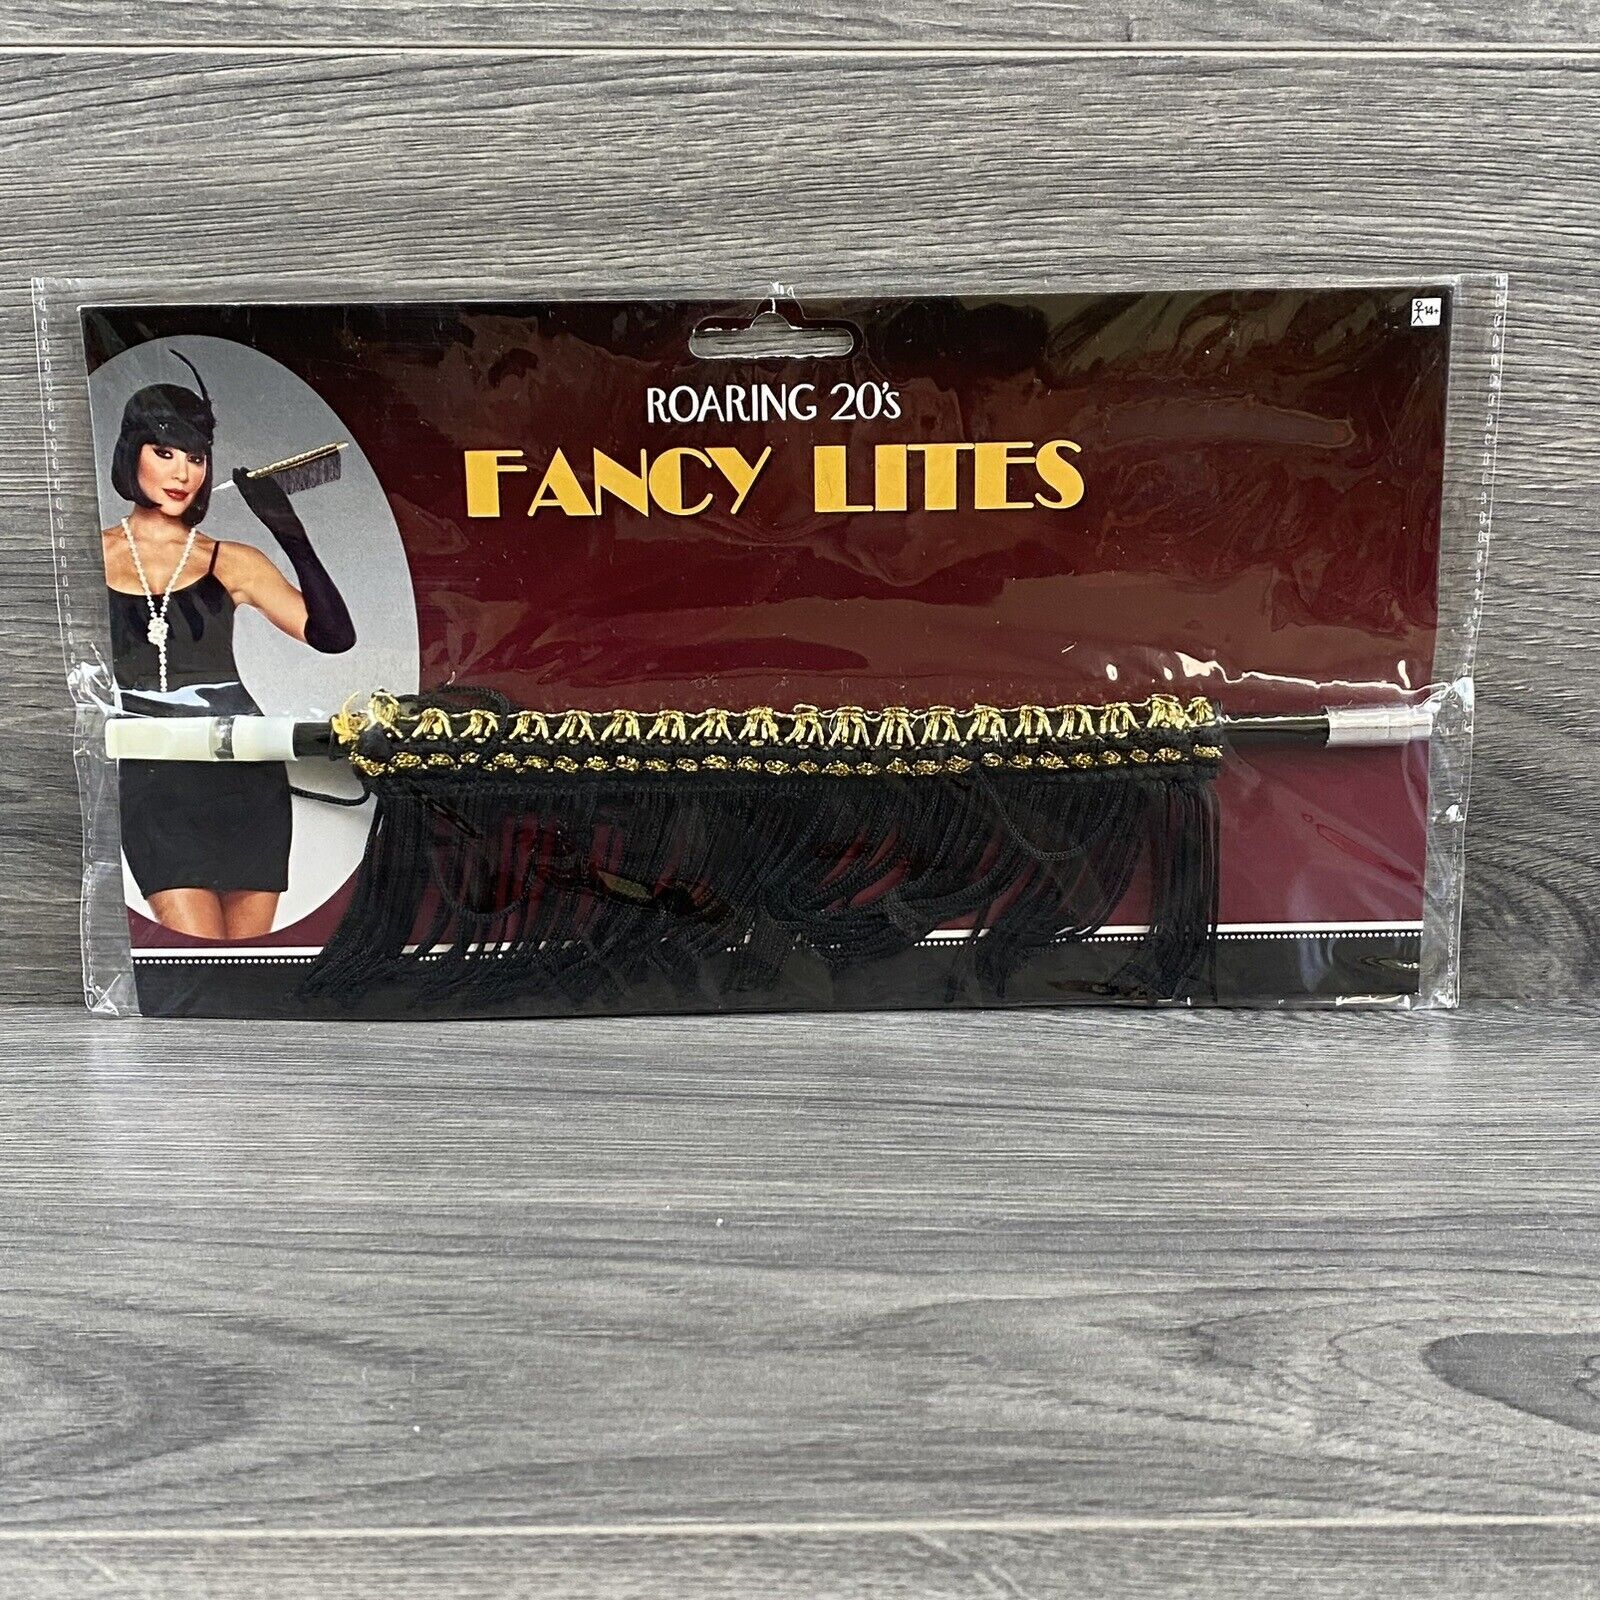 14+
ROARING 20's
FANCY LITES